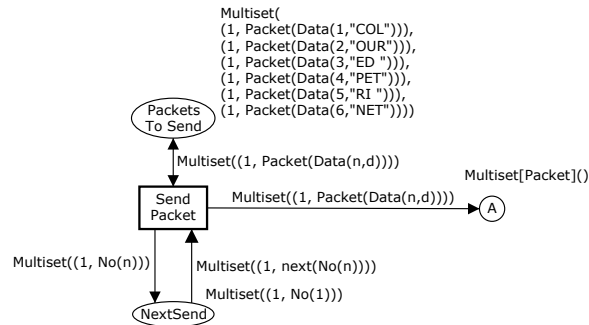 Multiset(
(1, Packet(Data(1,"COL"))),
(1, Packet(Data(2,"OUR"))),
(1, Packet(Data(3,"ED "))),
(1, Packet(Data(4,"PET"))),
(1, Packet(Data(5,"RI "))),
(1, Packet(Data(6,"NET"))))
Packets
To Send
Multiset((1, Packet(Data(n,d))))
Multiset[Packet]()
Send
Packet
Multiset((1, Packet(Data(n,d))))
A
Multiset((1, No(n)))
Multiset((1, next(No(n))))
Multiset((1, No(1)))
NextSend